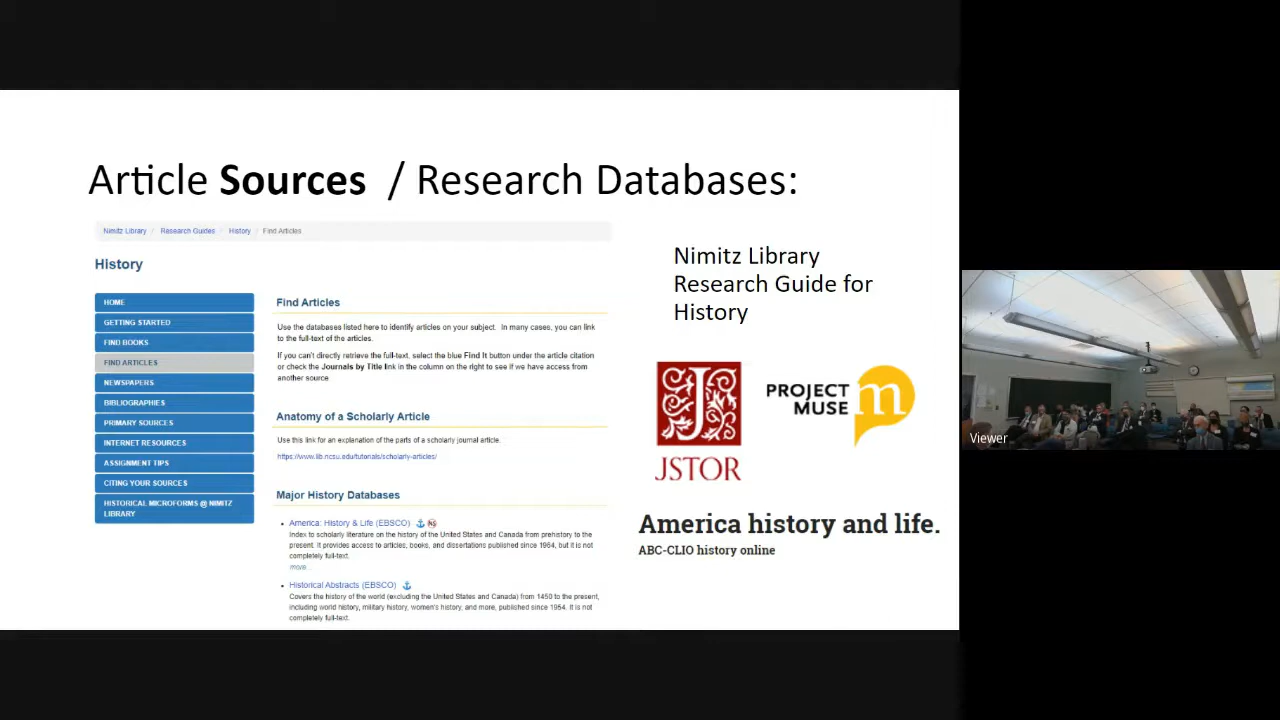 Article Sources / Research Databases:
Nimitz Library / Research Guides / History / Find Articles
History
HOME
GETTING STARTED
FIND BOOKS
FIND ARTICLES
NEWSPAPERS
BIBLIOGRAPHIES
PRIMARY SOURCES
INTERNET RESOURCES
ASSIGNMENT TIPS
CITING YOUR SOURCES
HISTORICAL MICROFORMS @ NIMITZ
LIBRARY
Find Articles
Use the databases listed here to identify articles on your subject. In many cases, you can link
to the full-text of the articles.
If you can't directly retrieve the full-text, select the blue Find It button under the article citation
or check the Journals by Title link in the column on the right to see if we have access from
another source
Anatomy of a Scholarly Article
Use this link for an explanation of the parts of a scholarly journal article.
https://www.lib.ncsu.edu/tutorials/scholarly-articles/
Major History Databases
America: History & Life (EBSCO)
Index to scholarly literature on the history of the United States and Canada from prehistory to the
present. It provides access to articles, books, and dissertations published since 1964, but it is not
completely full-text.
more...
Historical Abstracts (EBSCO)
Covers the history of the world (excluding the United States and Canada) from 1450 to the present,
including world history, military history, women's history, and more, published since 1954. It is not
completely full-text.
Nimitz Library
Research Guide for
History
JSTOR
PROJECT
MUSE
m
America history and life.
ABC-CLIO history online
Viewer